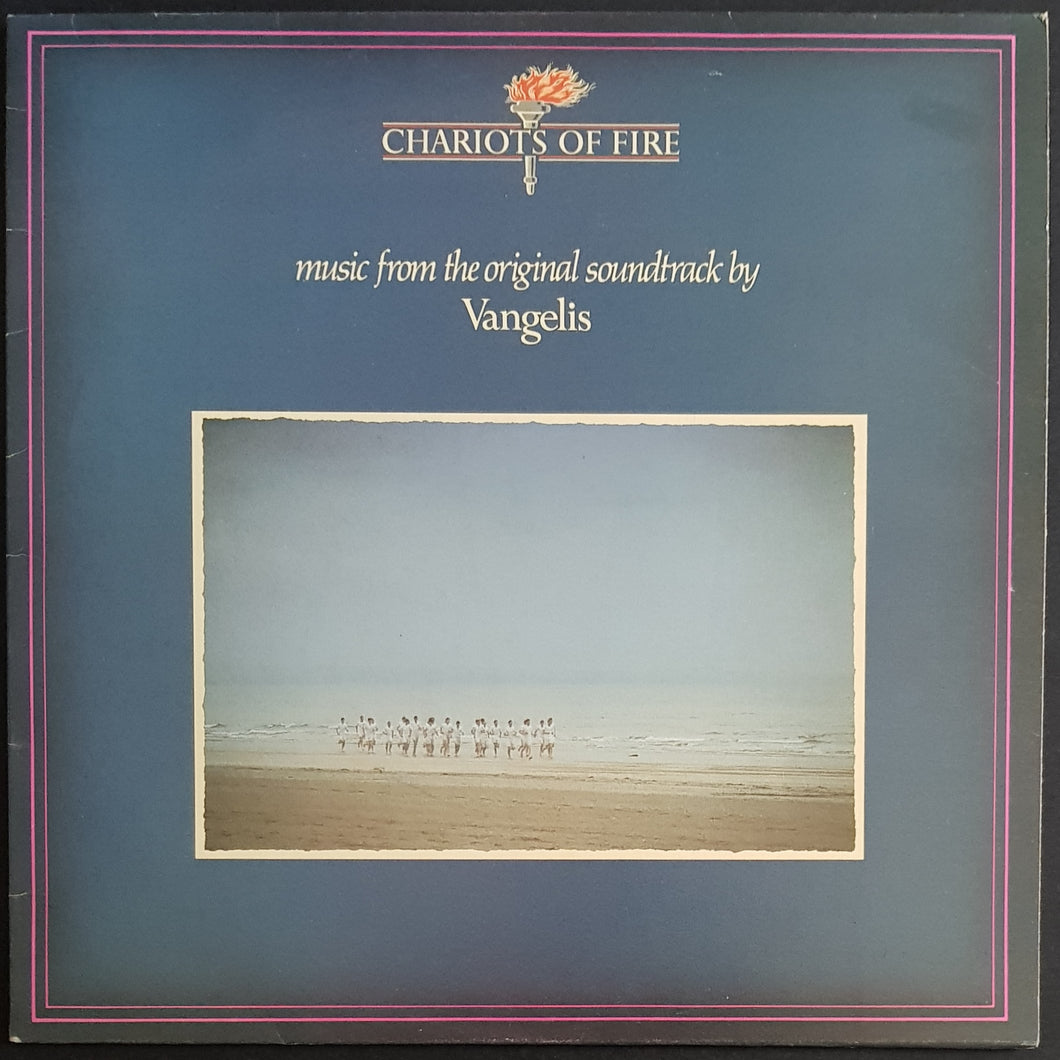 CHARIOTS OF FIRE
music from the original soundtrack by
Vangelis